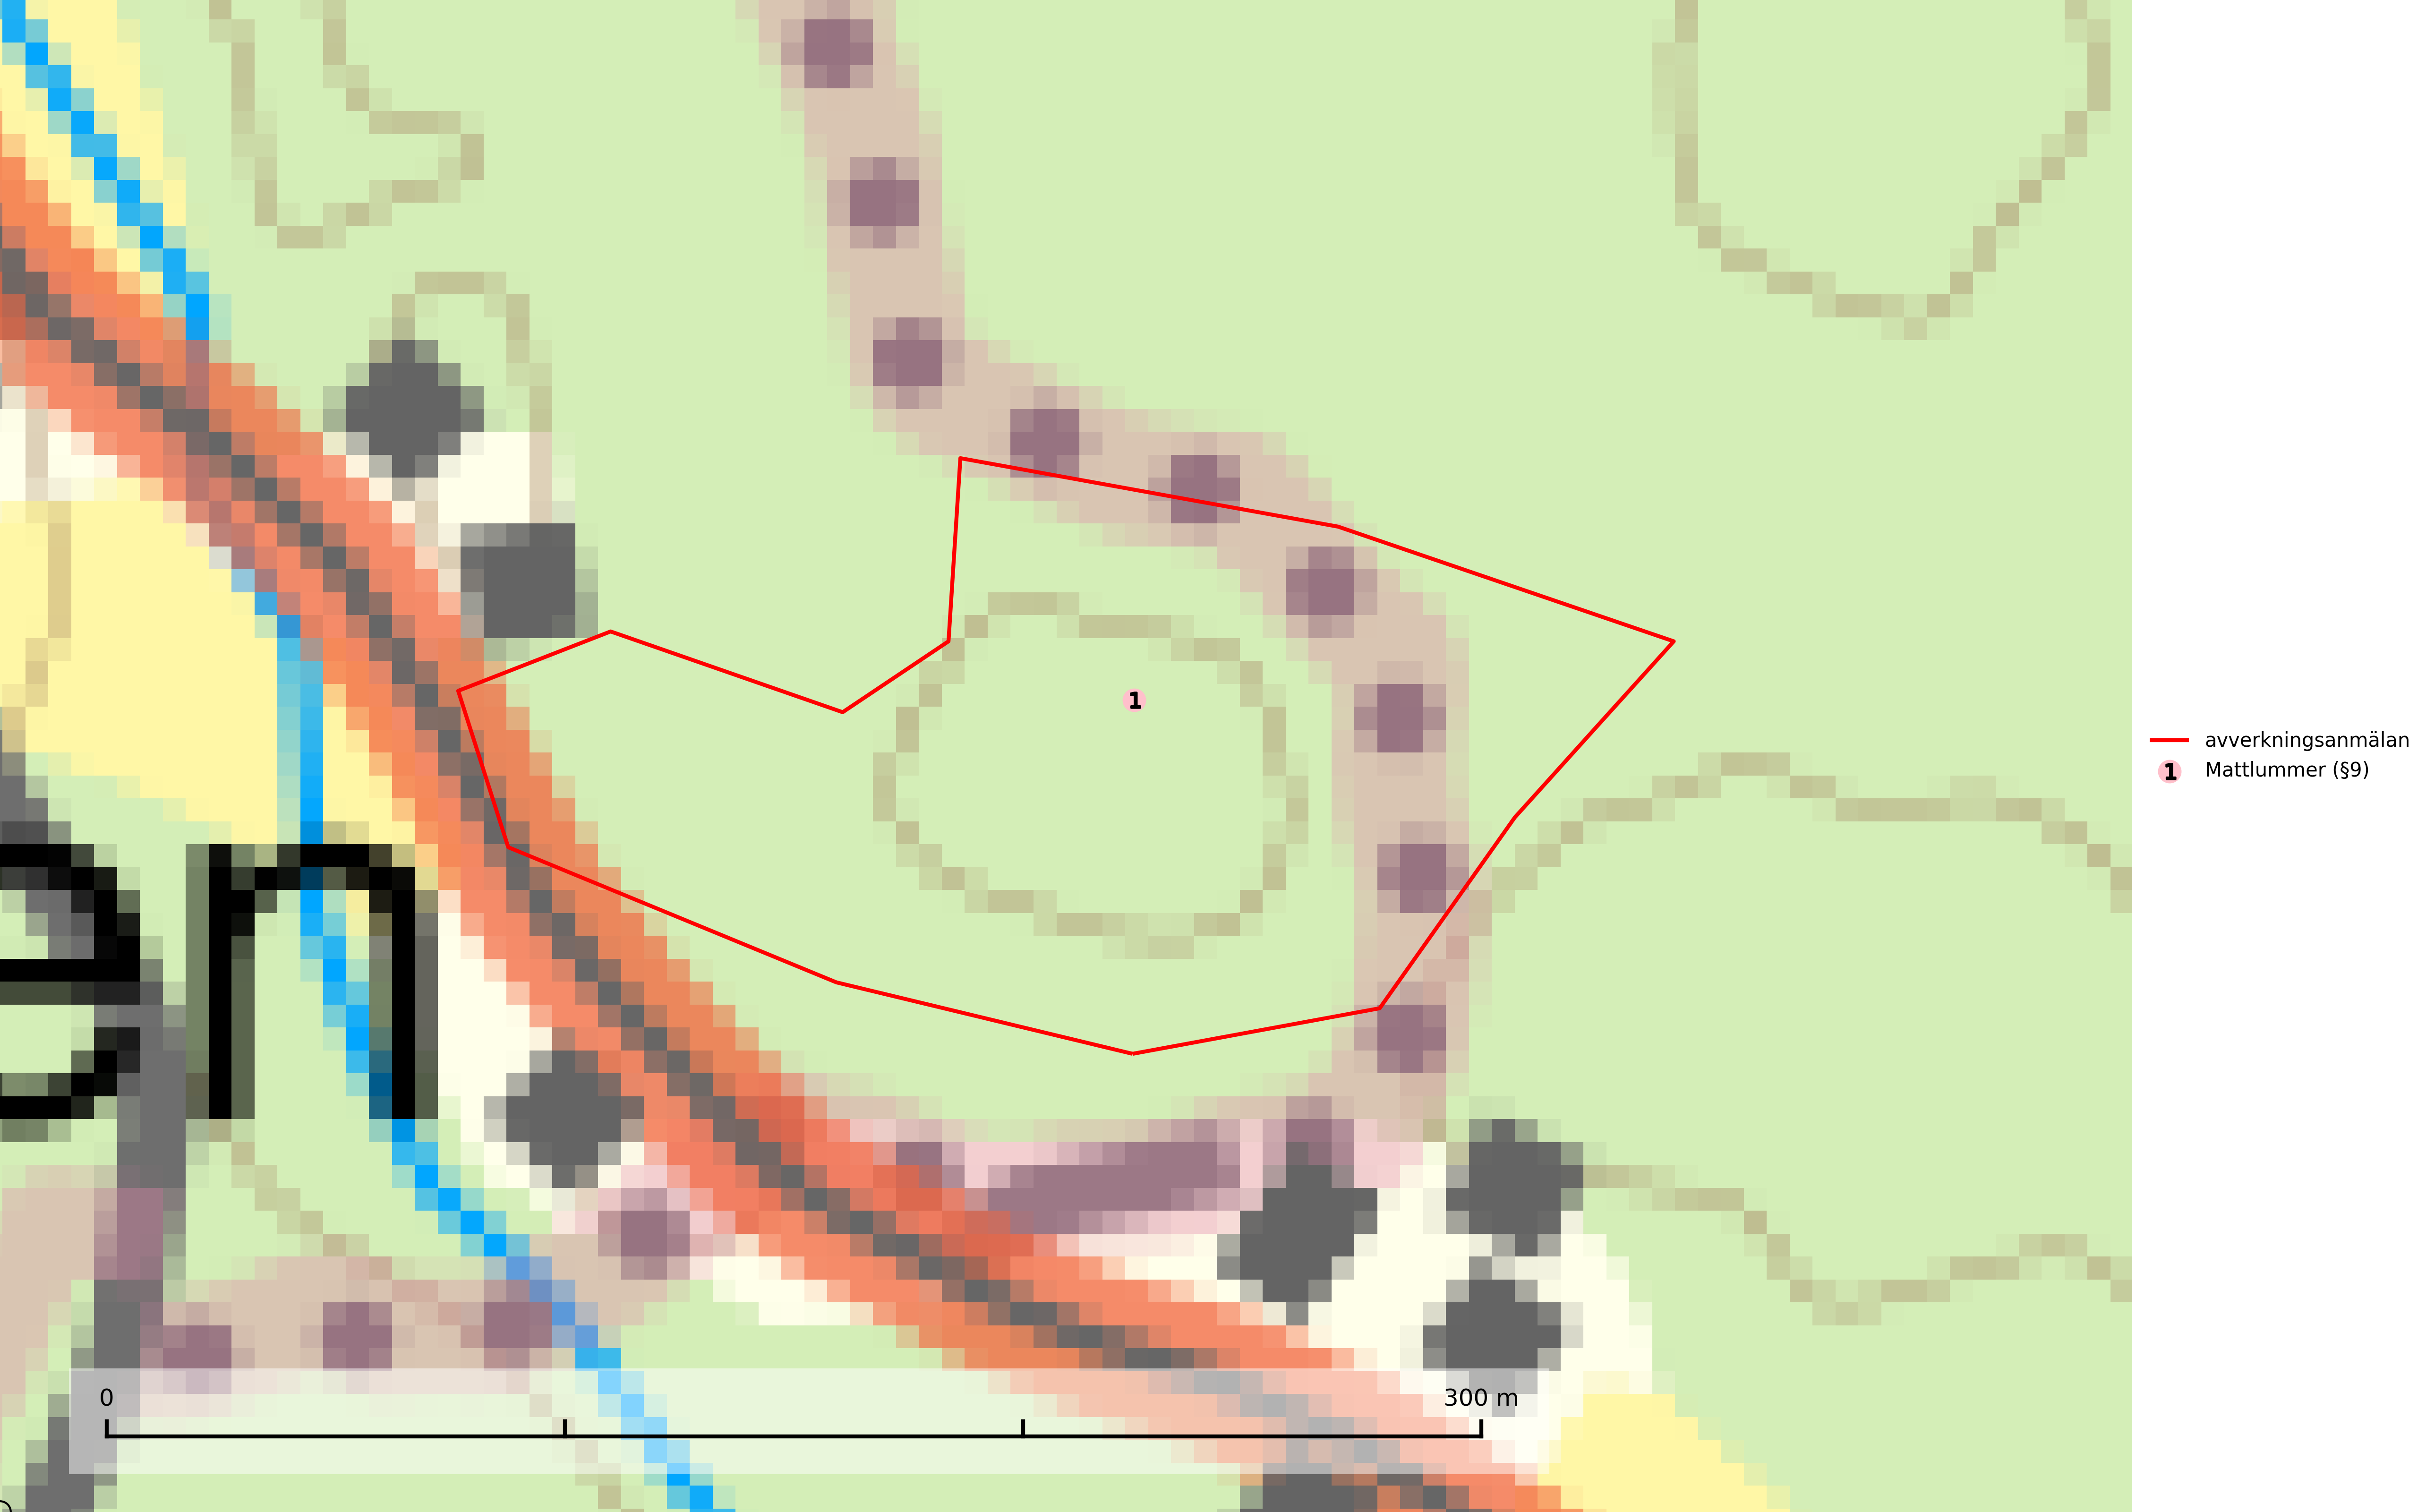 1
avverkningsanmälan
1 Mattlummer (§9)
0 300 m